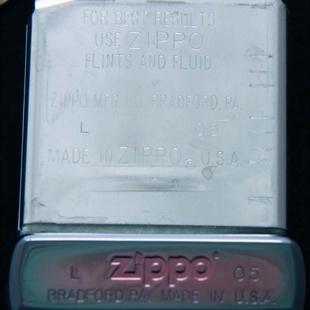 FOR BEST RESULTS
USE ZIPPO
FLINTS AND FLUID
ZIPPO MFG. CO. BRADFORD, PA.
L 05
MADE IN ZIPPO® U.S.A.
L Zippo® 05
BRADFORD, PA. MADE IN U.S.A.